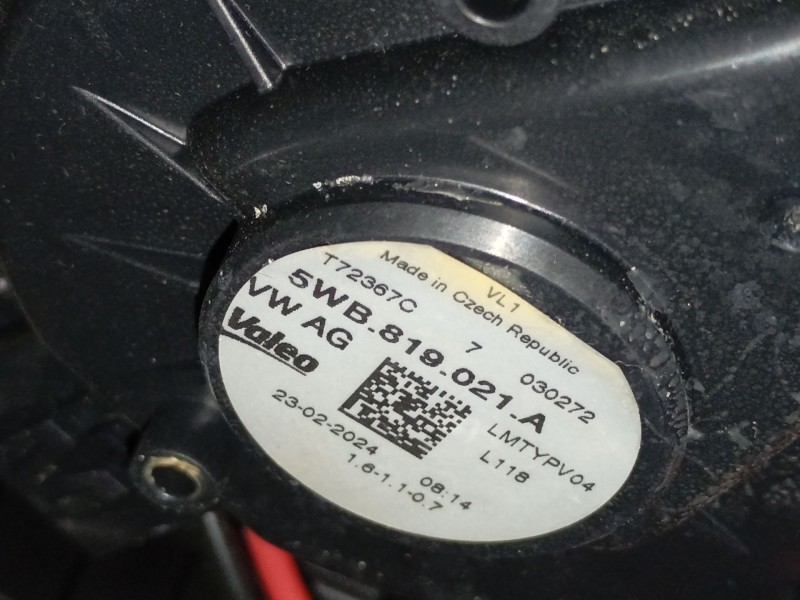 VL1
Made in Czech Republic
T72367C 7 030272
5WB.819.021.A
VW AG
LMTYPV04
Valeo
L118
23-02-2024 08:14
1.6-1.1-0.7